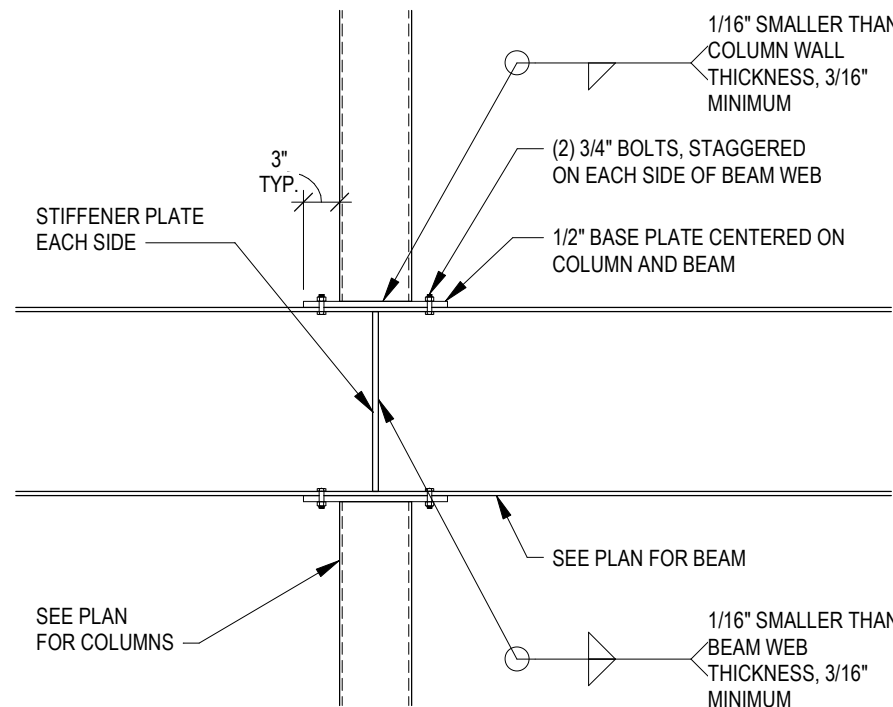 1/16" SMALLER THAN
COLUMN WALL
THICKNESS, 3/16"
MINIMUM
(2) 3/4" BOLTS, STAGGERED
ON EACH SIDE OF BEAM WEB
3"
TYP.
STIFFENER PLATE
EACH SIDE
1/2" BASE PLATE CENTERED ON
COLUMN AND BEAM
SEE PLAN FOR BEAM
SEE PLAN
FOR COLUMNS
1/16" SMALLER THAN
BEAM WEB
THICKNESS, 3/16"
MINIMUM